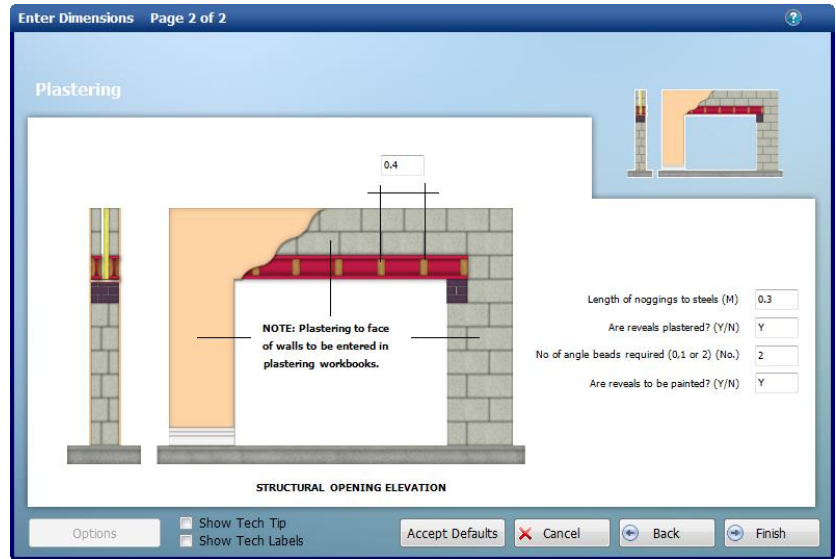 Enter Dimensions Page 2 of 2
Plastering
0.4
NOTE: Plastering to face
of walls to be entered in
plastering workbooks.
Length of noggings to steels (M) 0.3
Are reveals plastered? (Y/N) Y
No of angle beads required (0,1 or 2) (No.) 2
Are reveals to be painted? (Y/N) Y
STRUCTURAL OPENING ELEVATION
Options
Show Tech Tip
Show Tech Labels
Accept Defaults
Cancel
Back
Finish